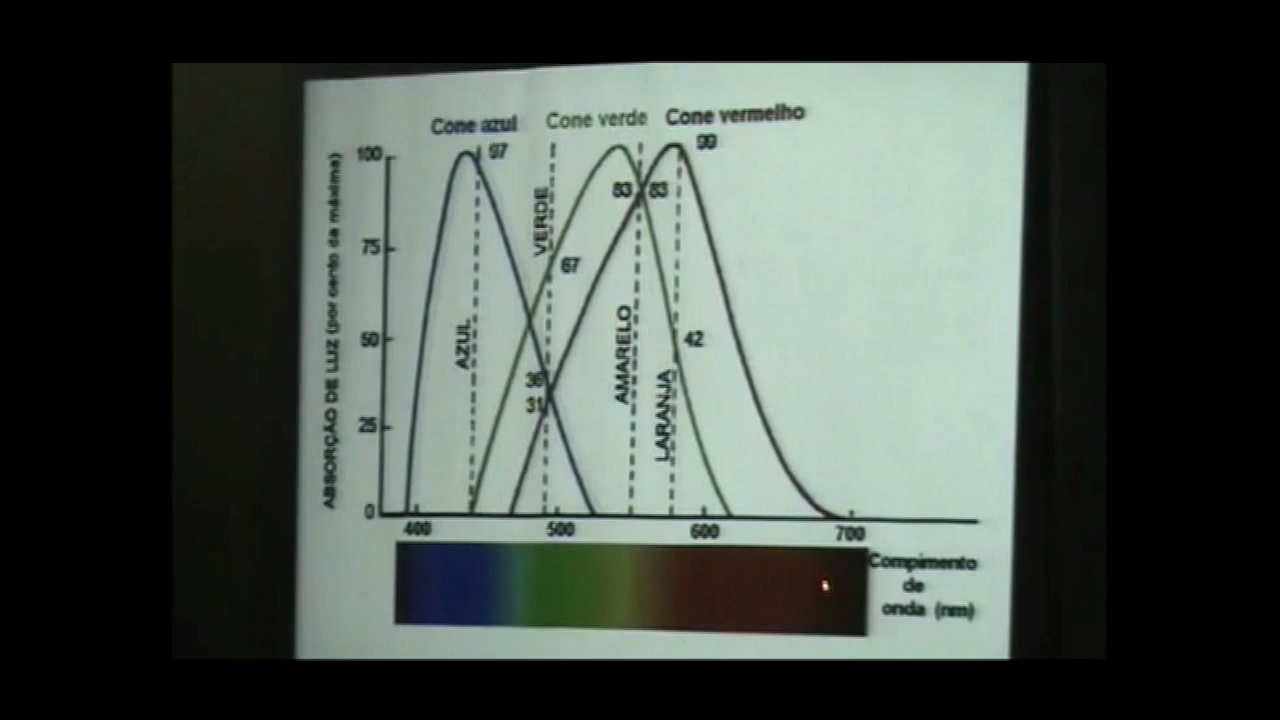 Cone azul
Cone verde
Cone vermelho
ABSORÇÃO DE LUZ (por cento da máxima)
100
75
50
25
0
97
99
83
83
67
42
36
31
AZUL
VERDE
AMARELO
LARANJA
400
500
600
700
Compimento
de
onda (nm)